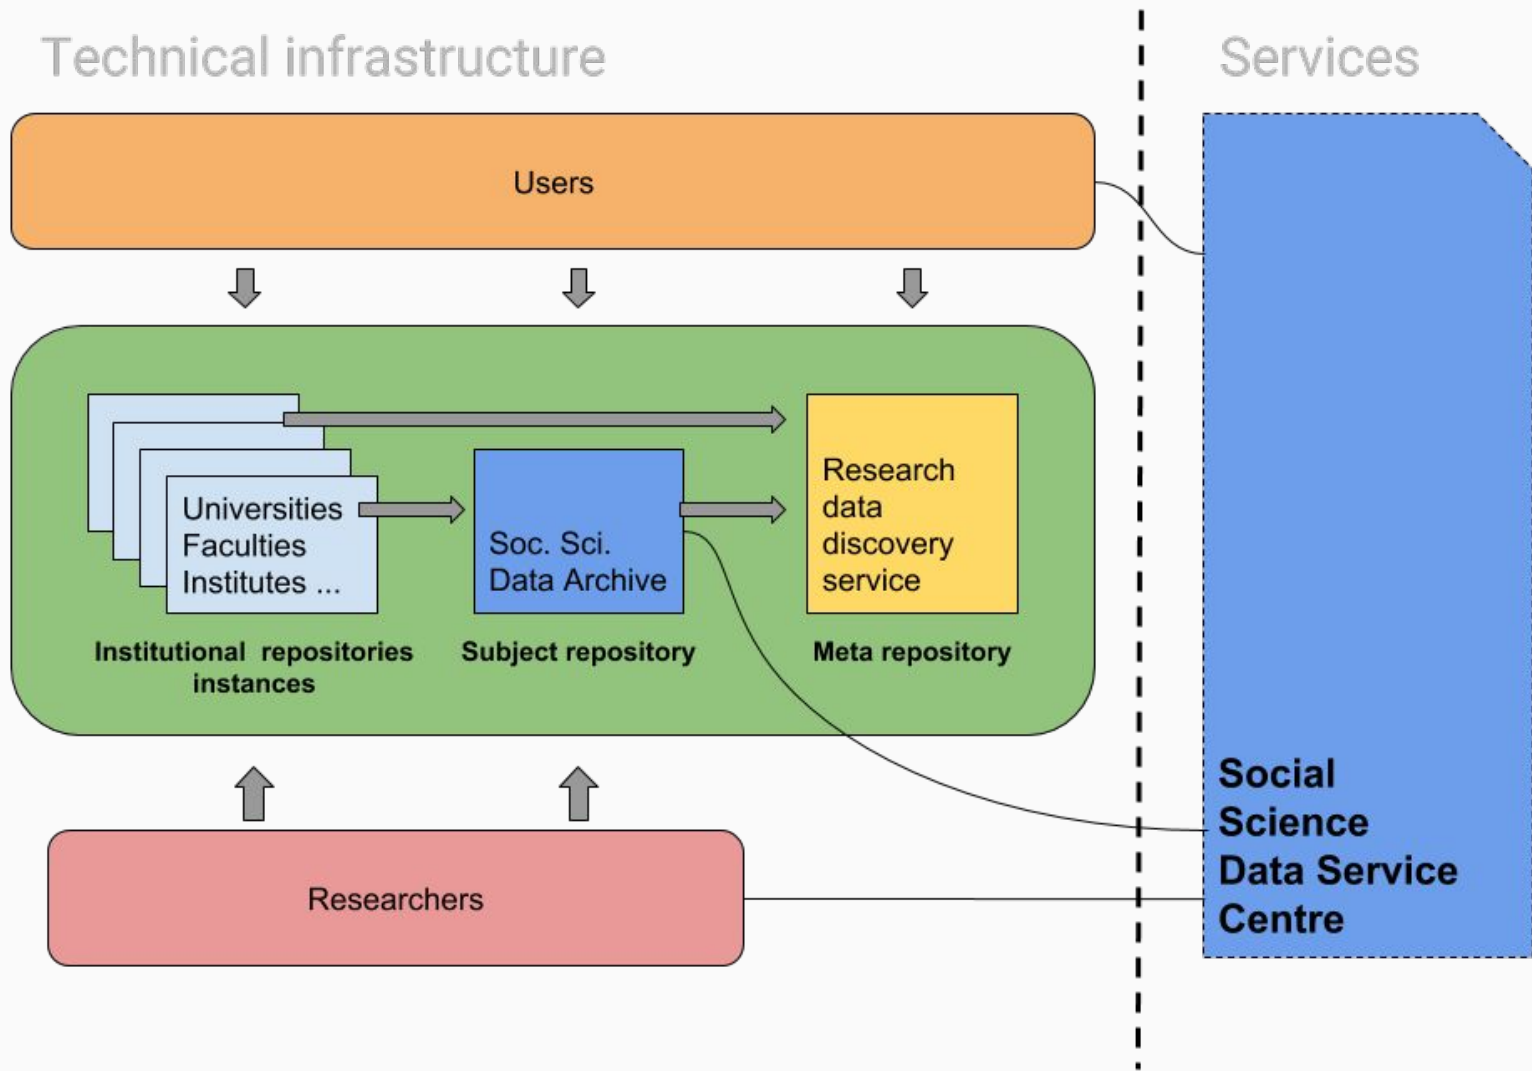 Technical infrastructure
Services
Users
Universities
Faculties
Institutes ...
Soc. Sci.
Data Archive
Research
data
discovery
service
Institutional repositories
instances
Subject repository
Meta repository
Researchers
Social
Science
Data Service
Centre